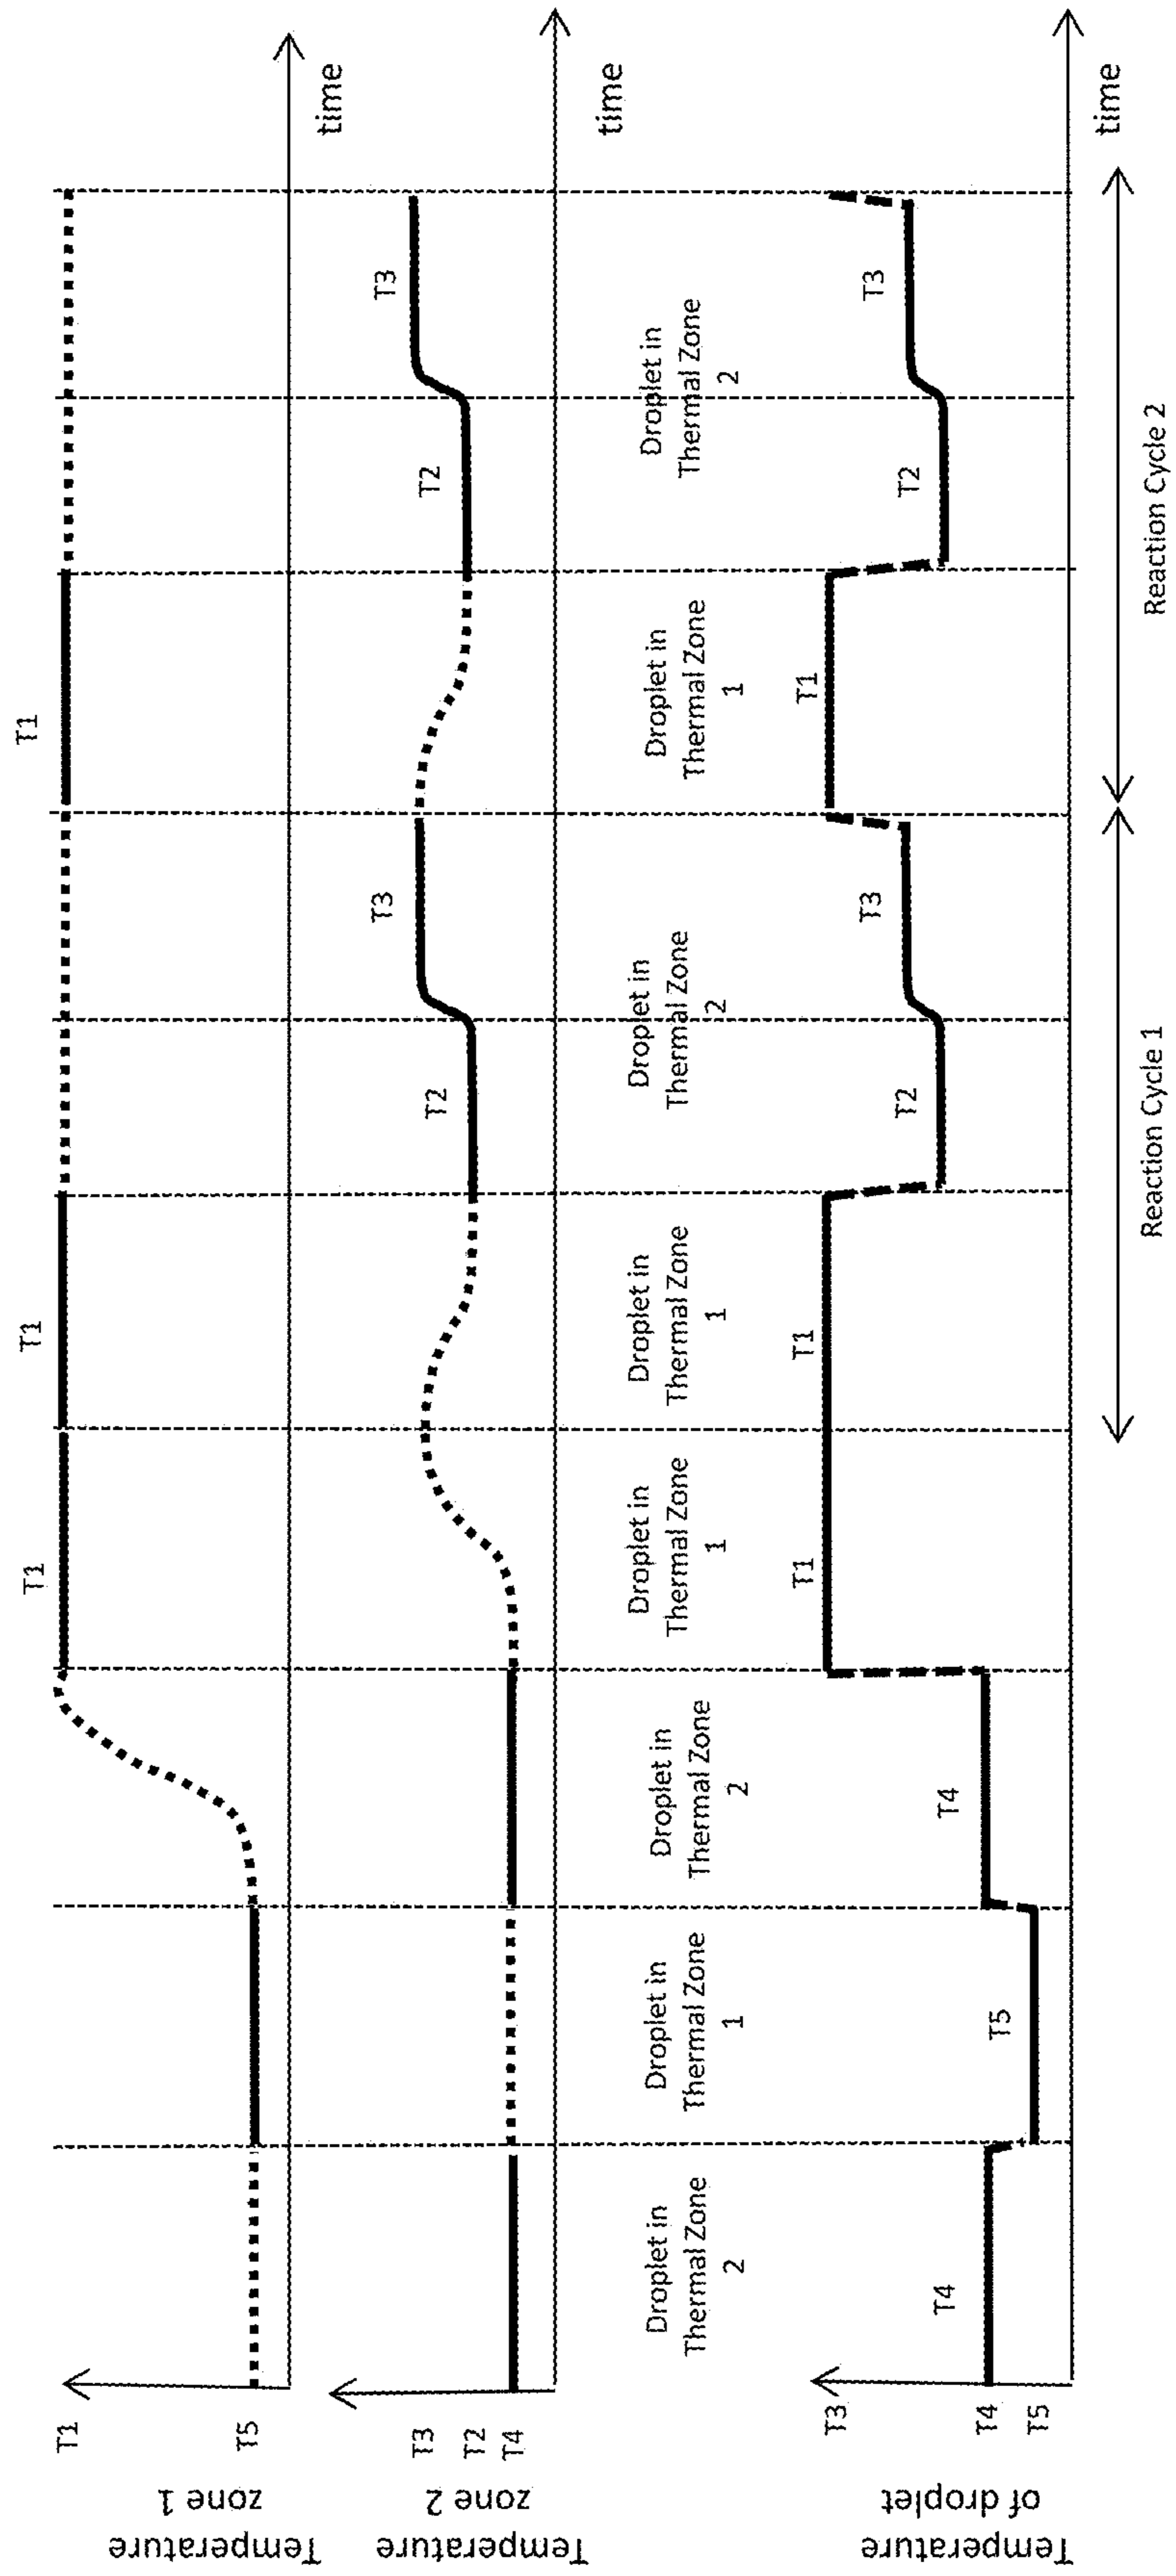 Temperature
zone 1
T1
T5
T1
T1
T1
time
Temperature
zone 2
T3
T2
T4
T2
T3
T2
T3
time
Droplet in
Thermal Zone
2
Droplet in
Thermal Zone
1
Droplet in
Thermal Zone
2
Droplet in
Thermal Zone
1
Droplet in
Thermal Zone
1
Droplet in
Thermal Zone
2
Droplet in
Thermal Zone
1
Droplet in
Thermal Zone
2
Temperature
of droplet
T3
T4
T5
T4
T5
T4
T1
T1
T2
T3
T1
T2
T3
time
Reaction Cycle 1
Reaction Cycle 2